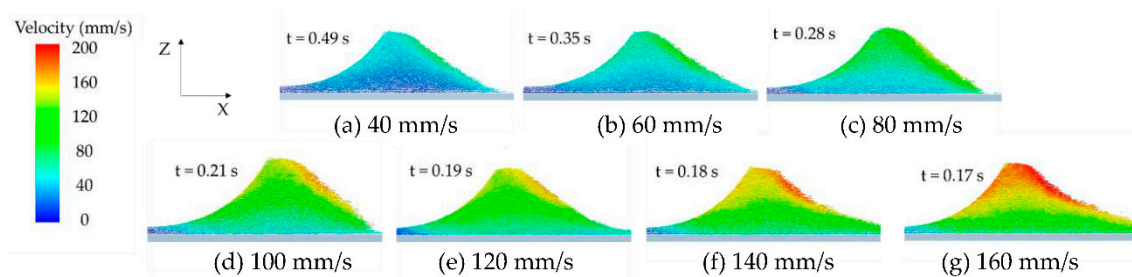 Velocity (mm/s)
200
160
120
80
40
0
Z
X
t = 0.49 s
t = 0.35 s
t = 0.28 s
(a) 40 mm/s
(b) 60 mm/s
(c) 80 mm/s
t = 0.21 s
t = 0.19 s
t = 0.18 s
t = 0.17 s
(d) 100 mm/s
(e) 120 mm/s
(f) 140 mm/s
(g) 160 mm/s